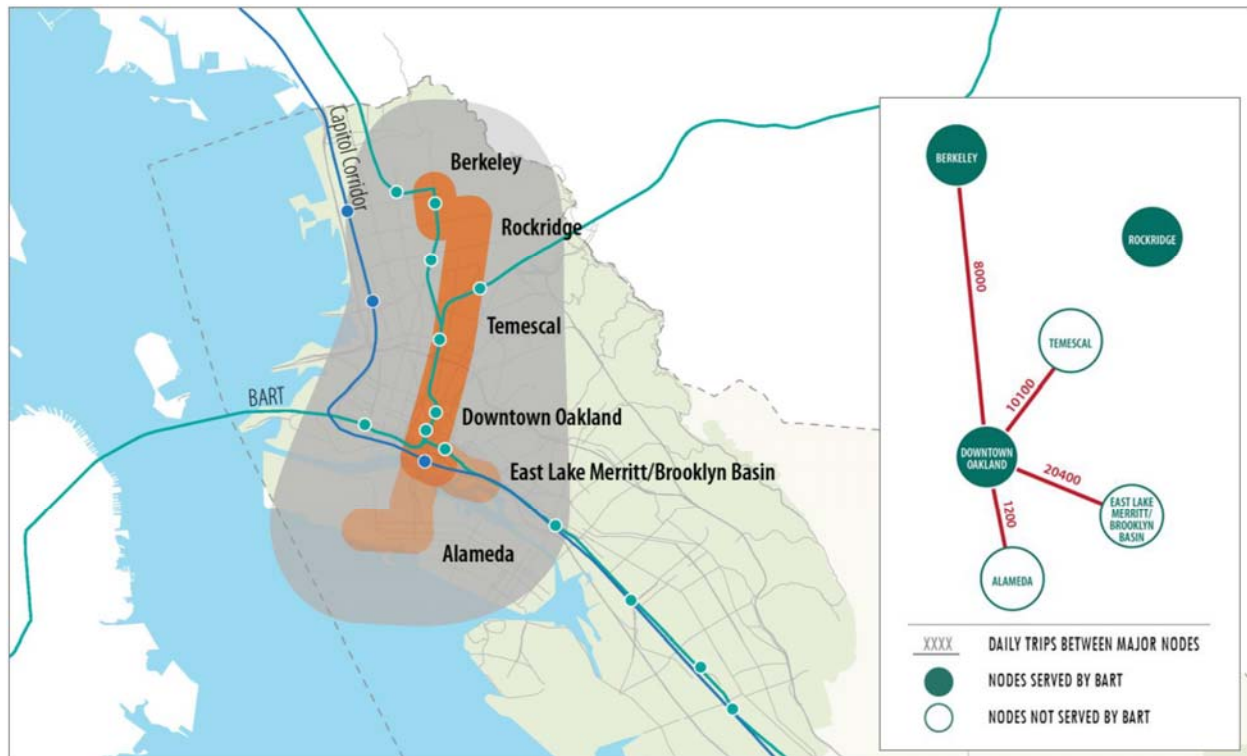 Capitol Corridor
Berkeley
Rockridge
Temescal
BART
Downtown Oakland
East Lake Merritt/Brooklyn Basin
Alameda
BERKELEY
ROCKRIDGE
8000
TEMESCAL
10100
DOWNTOWN
OAKLAND
20400
EAST LAKE
MERRITT/
BROOKLYN
BASIN
1200
ALAMEDA
XXXX DAILY TRIPS BETWEEN MAJOR NODES
NODES SERVED BY BART
NODES NOT SERVED BY BART